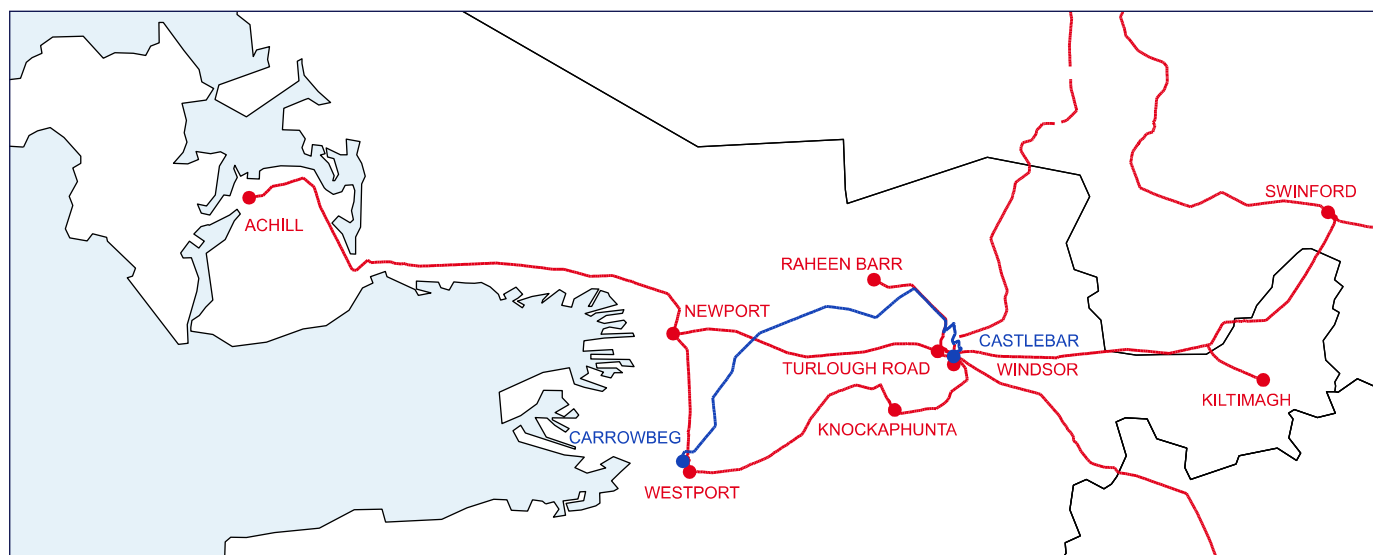 SWINFORD
ACHILL
RAHEEN BARR
NEWPORT
CASTLEBAR
TURLOUGH ROAD
WINDSOR
KILTIMAGH
KNOCKAPHUNTA
CARROWBEG
WESTPORT